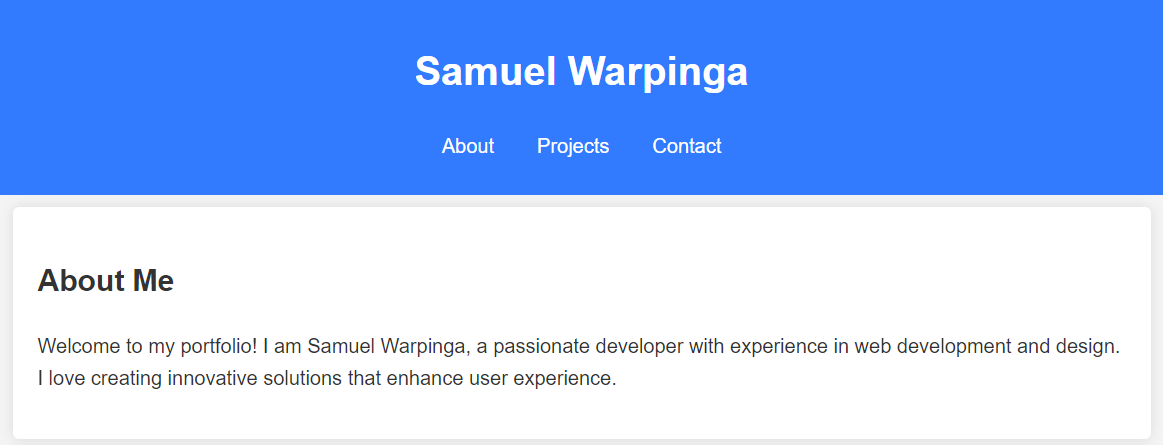 Samuel Warpinga
About Projects Contact
About Me
Welcome to my portfolio! I am Samuel Warpinga, a passionate developer with experience in web development and design.
I love creating innovative solutions that enhance user experience.